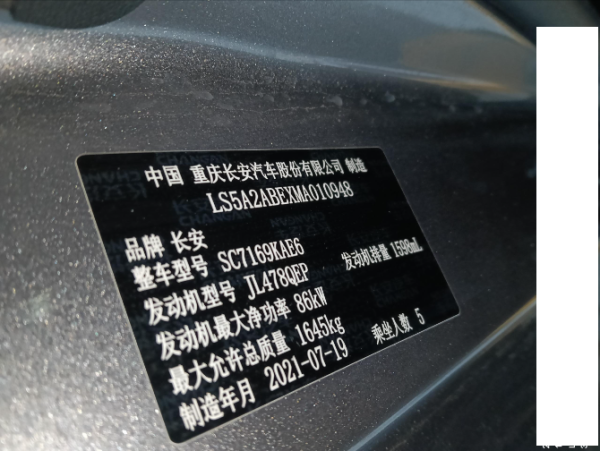 中国 重庆长安汽车股份有限公司 制造
LS5A2ABEXMA010948
品牌 长安
整车型号 SC7169KAE6
发动机型号 JL478QEP 发动机排量 1598mL
发动机最大净功率 86kW
最大允许总质量 1645kg 乘坐人数 5
制造年月 2021-07-19